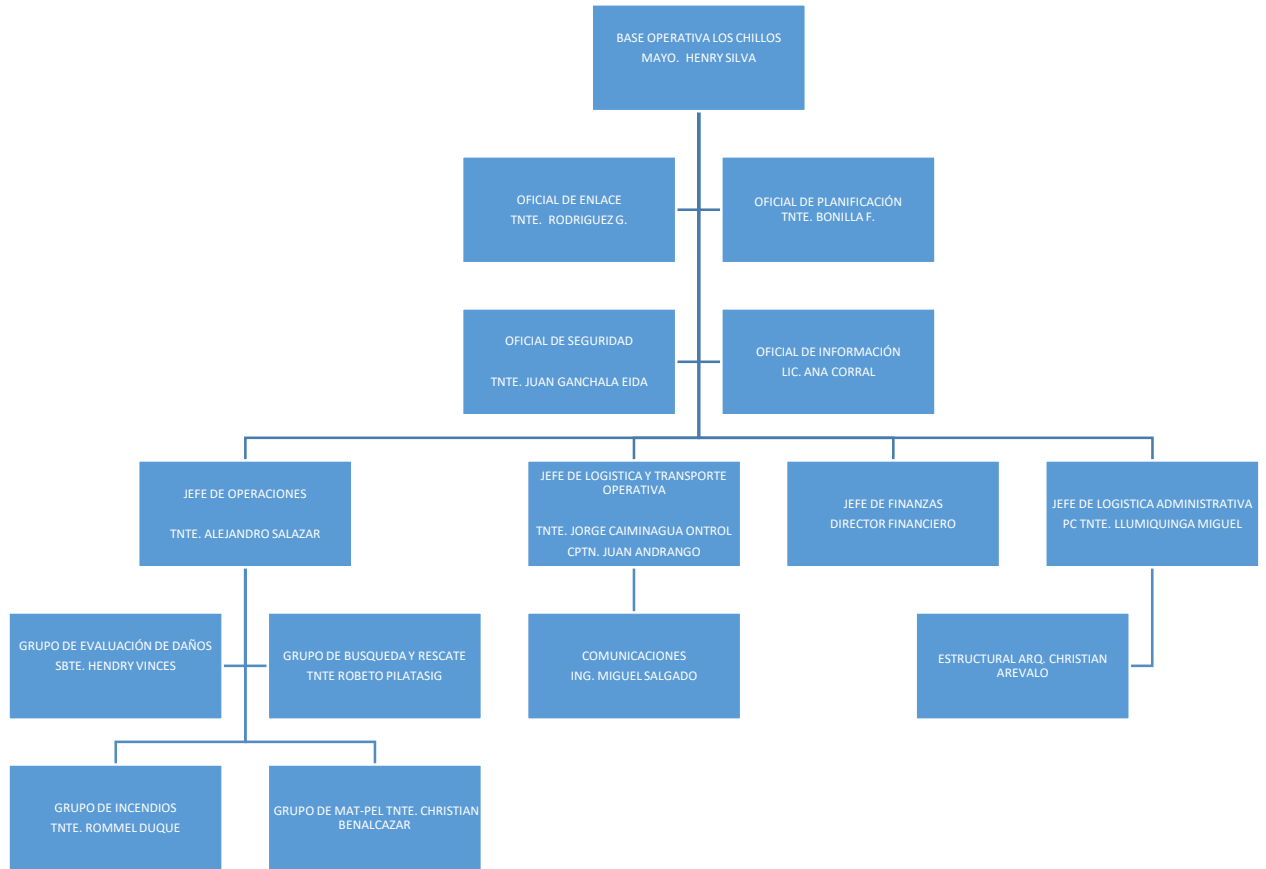 BASE OPERATIVA LOS CHILLOS
MAYO. HENRY SILVA
OFICIAL DE ENLACE
TNTE. RODRIGUEZ G.
OFICIAL DE PLANIFICACIÓN
TNTE. BONILLA F.
OFICIAL DE SEGURIDAD
TNTE. JUAN GANCHALA EIDA
OFICIAL DE INFORMACIÓN
LIC. ANA CORRAL
JEFE DE OPERACIONES
TNTE. ALEJANDRO SALAZAR
JEFE DE LOGISTICA Y TRANSPORTE
OPERATIVA
TNTE. JORGE CAIMINAGUA ONTROL
CPTN. JUAN ANDRANGO
JEFE DE FINANZAS
DIRECTOR FINANCIERO
JEFE DE LOGISTICA ADMINISTRATIVA
PC TNTE. LLUMIQUINGA MIGUEL
GRUPO DE EVALUACIÓN DE DAÑOS
SBTE. HENDRY VINCES
GRUPO DE BUSQUEDA Y RESCATE
TNTE ROBETO PILATASIG
COMUNICACIONES
ING. MIGUEL SALGADO
ESTRUCTURAL ARQ. CHRISTIAN
AREVALO
GRUPO DE INCENDIOS
TNTE. ROMMEL DUQUE
GRUPO DE MAT-PEL TNTE. CHRISTIAN
BENALCAZAR